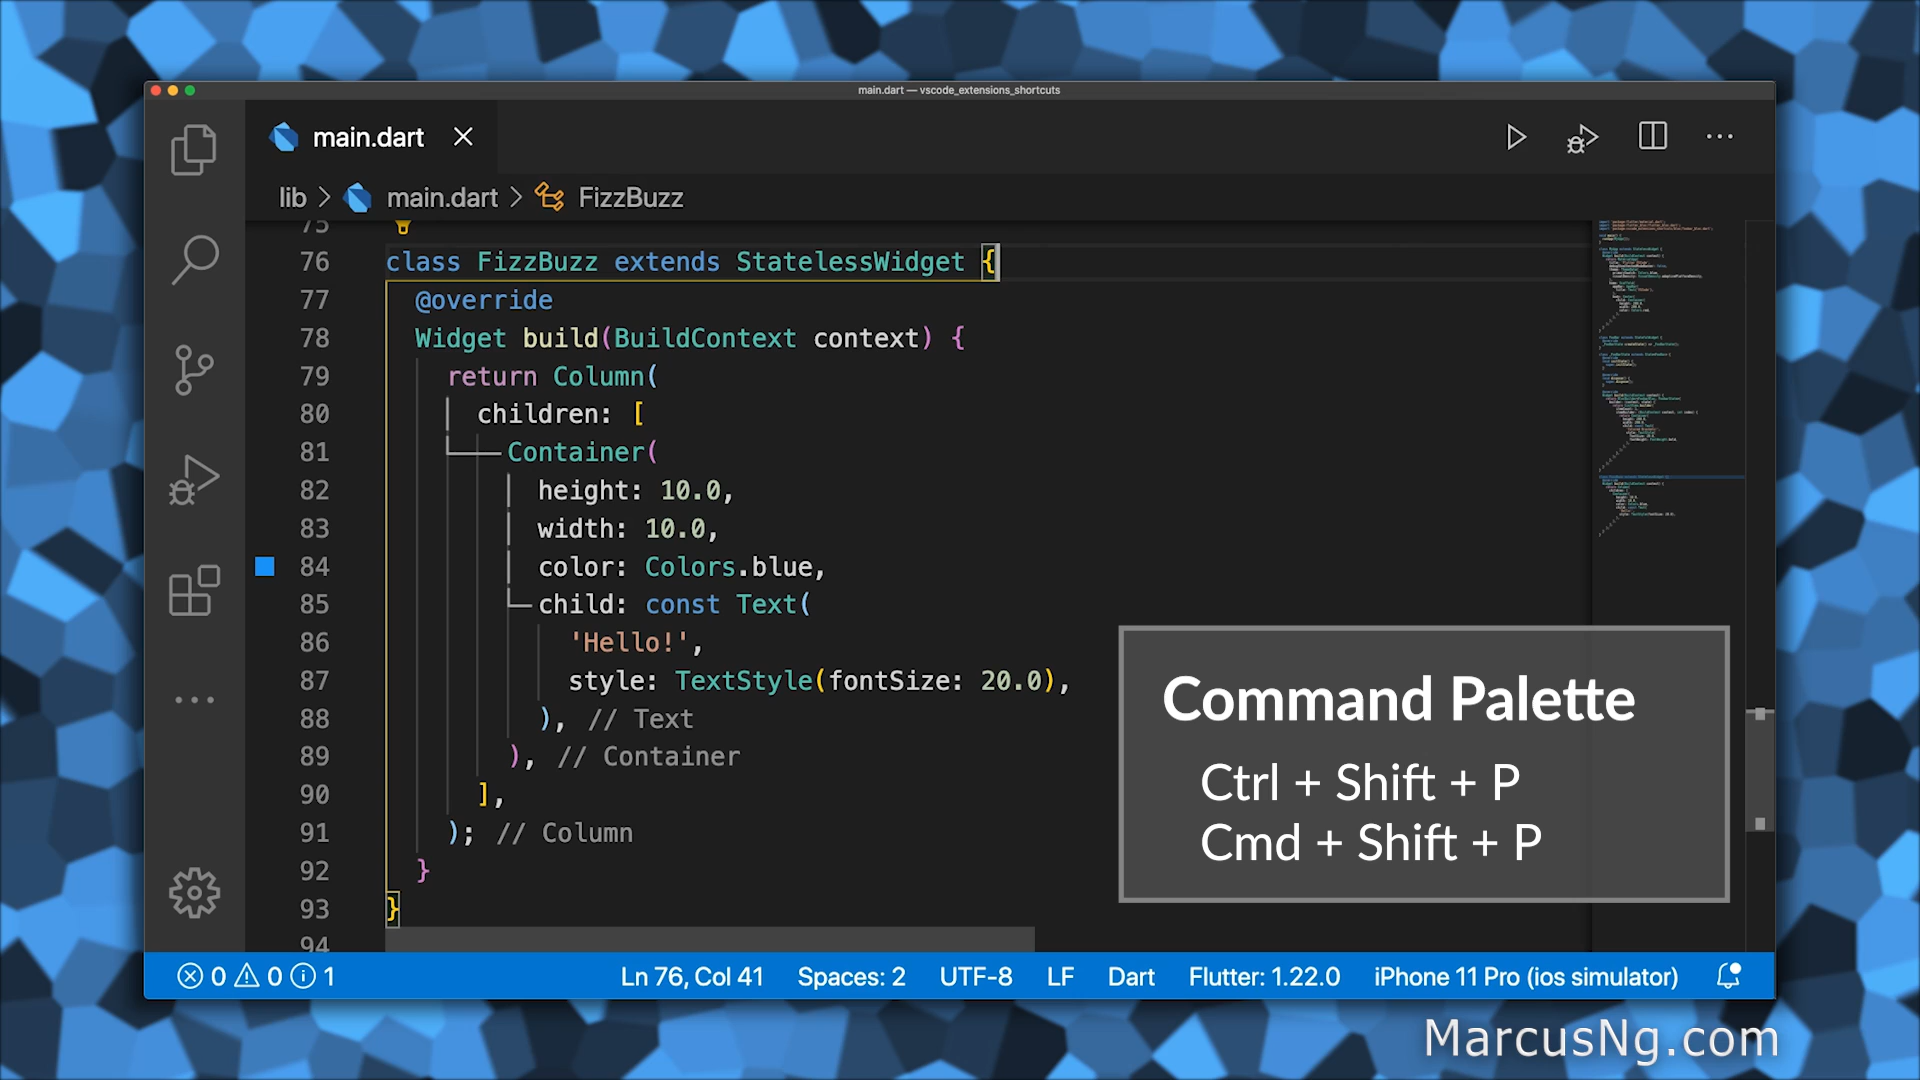 main.dart — vscode_extensions_shortcuts
main.dart
lib > main.dart > FizzBuzz
75
76 class FizzBuzz extends StatelessWidget {
77 @override
78 Widget build(BuildContext context) {
79 return Column(
80 children: [
81 Container(
82 height: 10.0,
83 width: 10.0,
84 color: Colors.blue,
85 child: const Text(
86 'Hello!',
87 style: TextStyle(fontSize: 20.0),
88 ), // Text
89 ), // Container
90 ],
91 ); // Column
92 }
93 }
94
Command Palette
Ctrl + Shift + P
Cmd + Shift + P
0 0 1 Ln 76, Col 41 Spaces: 2 UTF-8 LF Dart Flutter: 1.22.0 iPhone 11 Pro (ios simulator)
MarcusNg.com